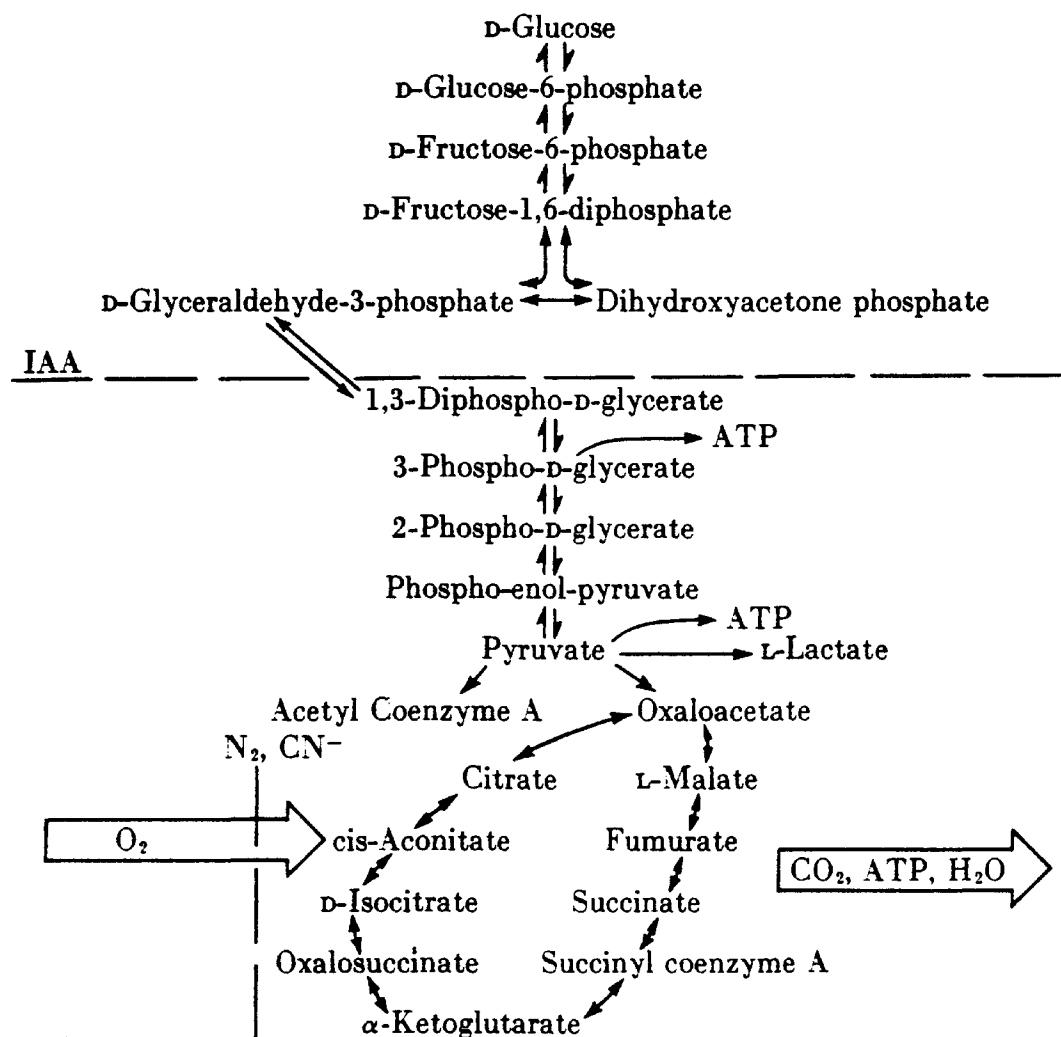 D-Glucose
D-Glucose-6-phosphate
D-Fructose-6-phosphate
D-Fructose-1,6-diphosphate
D-Glyceraldehyde-3-phosphate
Dihydroxyacetone phosphate
IAA
1,3-Diphospho-D-glycerate
ATP
3-Phospho-D-glycerate
2-Phospho-D-glycerate
Phospho-enol-pyruvate
ATP
Pyruvate
L-Lactate
Acetyl Coenzyme A
Oxaloacetate
N₂, CN⁻
Citrate
L-Malate
O₂
cis-Aconitate
Fumurate
CO₂, ATP, H₂O
D-Isocitrate
Succinate
Oxalosuccinate
Succinyl coenzyme A
α-Ketoglutarate